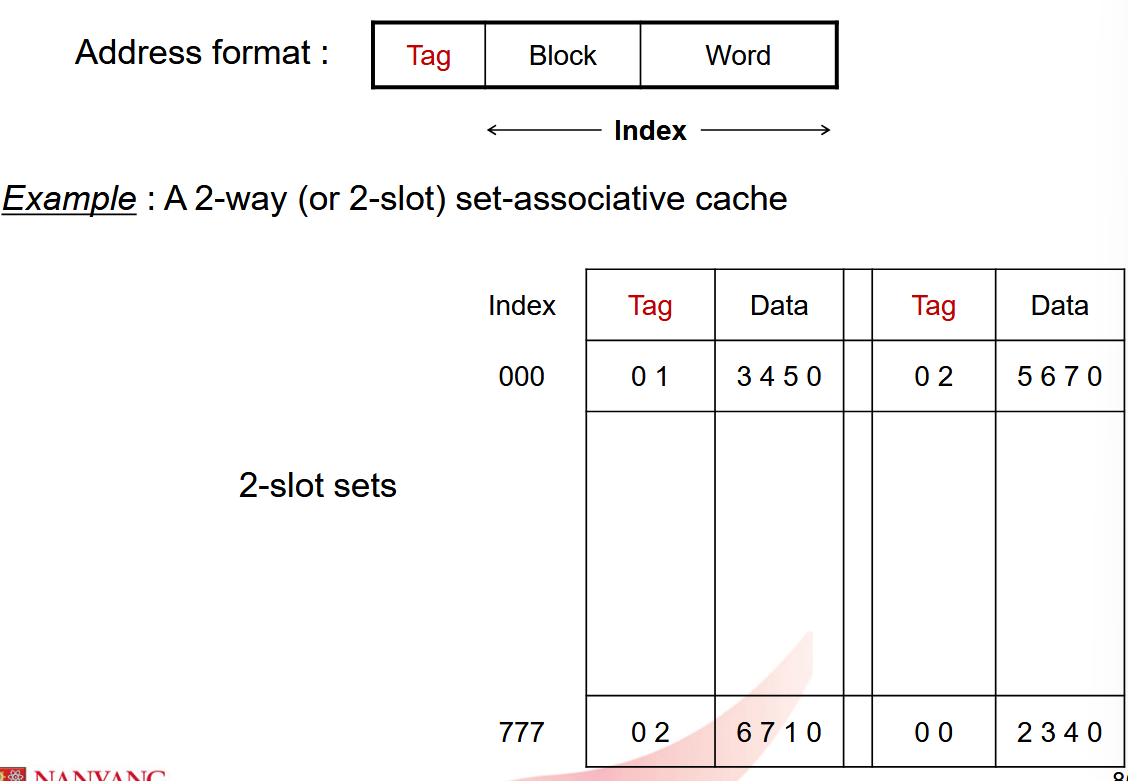 Address format :
Tag Block Word
Index
Example : A 2-way (or 2-slot) set-associative cache
Index Tag Data Tag Data
000 0 1 3 4 5 0 0 2 5 6 7 0
2-slot sets
777 0 2 6 7 1 0 0 0 2 3 4 0
NANYANG